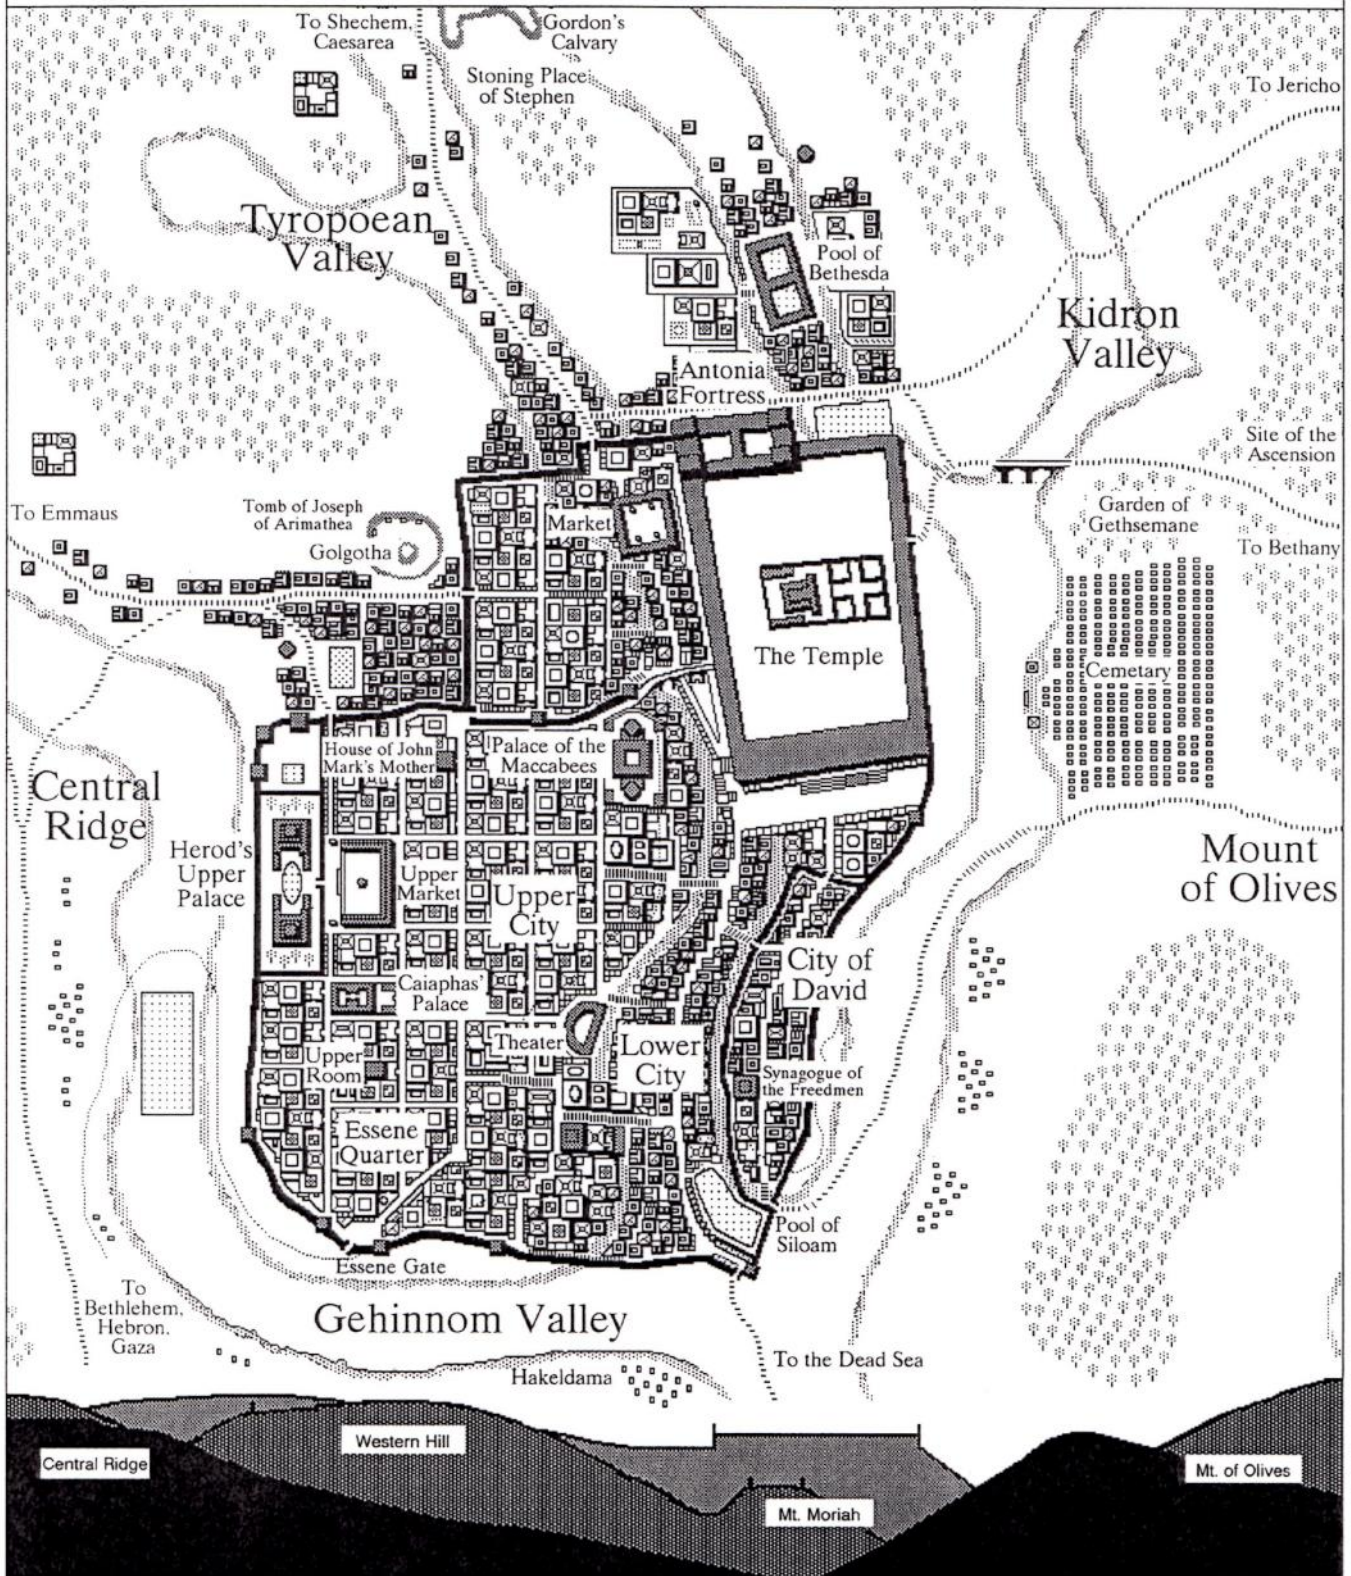 To Shechem,
Caesarea
Gordon's
Calvary
Stoning Place
of Stephen
To Jericho
Tyropoean
Valley
Pool of
Bethesda
Kidron
Valley
Antonia
Fortress
Site of the
Ascension
To Emmaus
Tomb of Joseph
of Arimathea
Golgotha
Market
Garden of
Gethsemane
To Bethany
The Temple
Cemetary
House of John
Mark's Mother
Palace of the
Maccabees
Central
Ridge
Herod's
Upper
Palace
Upper
Market
Upper
City
Mount
of Olives
City of
David
Caiaphas'
Palace
Theater
Lower
City
Upper
Room
Synagogue of
the Freedmen
Essene
Quarter
Pool of
Siloam
Essene Gate
To
Bethlehem,
Hebron.
Gaza
Gehinnom Valley
To the Dead Sea
Hakeldama
Central Ridge
Western Hill
Mt. Moriah
Mt. of Olives